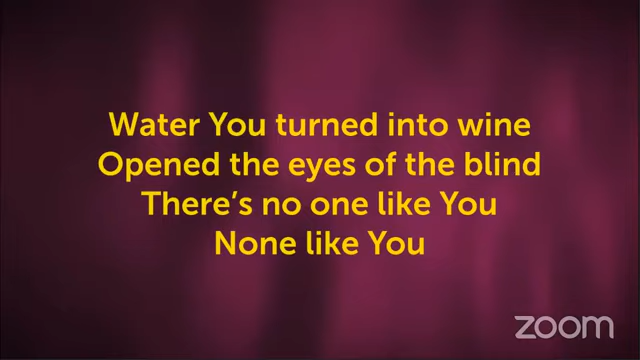 Water You turned into wine
Opened the eyes of the blind
There's no one like You
None like You
zoom